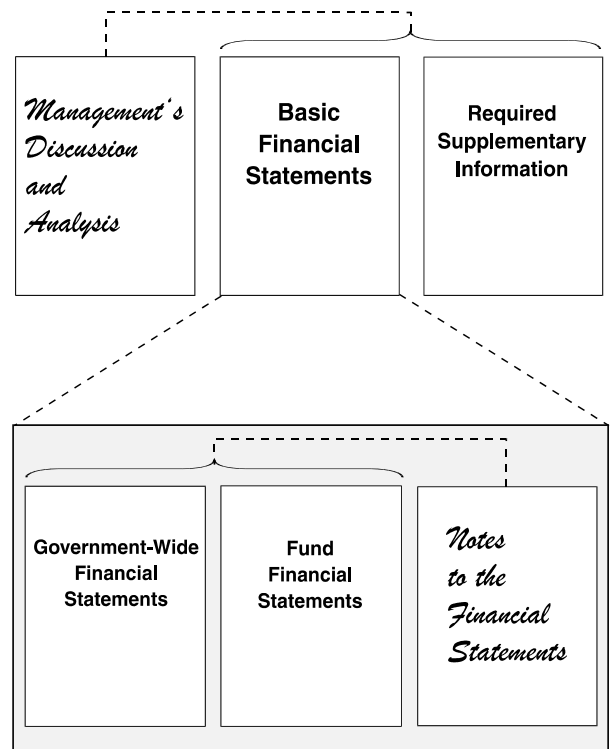 Management's
Discussion
and
Analysis
Basic
Financial
Statements
Required
Supplementary
Information
Government-Wide
Financial
Statements
Fund
Financial
Statements
Notes
to the
Financial
Statements